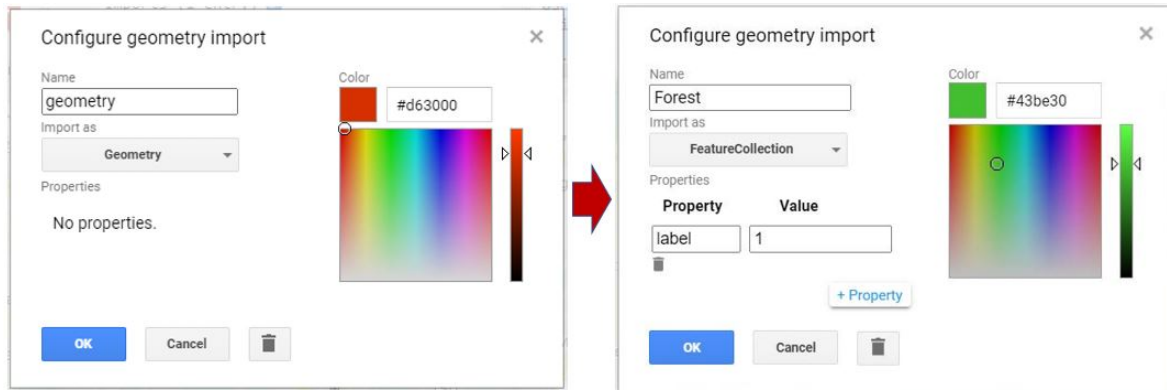 Configure geometry import
Name
geometry
Import as
Geometry
Properties
No properties.
Color
#d63000
OK
Cancel
Configure geometry import
Name
Forest
Import as
FeatureCollection
Properties
Property Value
label 1
+ Property
Color
#43be30
OK
Cancel